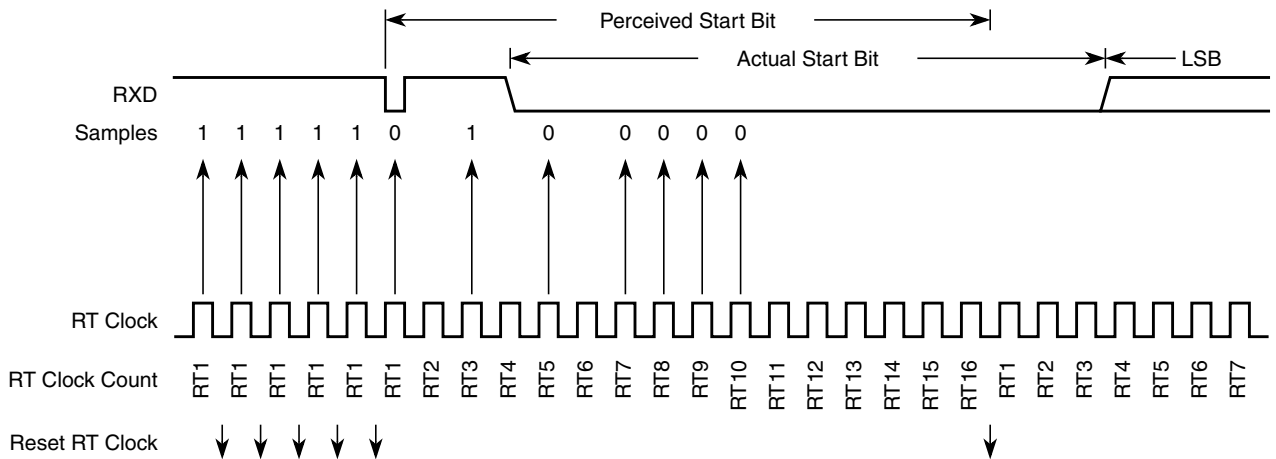 Perceived Start Bit
Actual Start Bit LSB
RXD
Samples 1 1 1 1 1 0 1 0 0 0 0 0
RT Clock
RT Clock Count RT1 RT1 RT1 RT1 RT1 RT1 RT2 RT3 RT4 RT5 RT6 RT7 RT8 RT9 RT10 RT11 RT12 RT13 RT14 RT15 RT16 RT1 RT2 RT3 RT4 RT5 RT6 RT7
Reset RT Clock